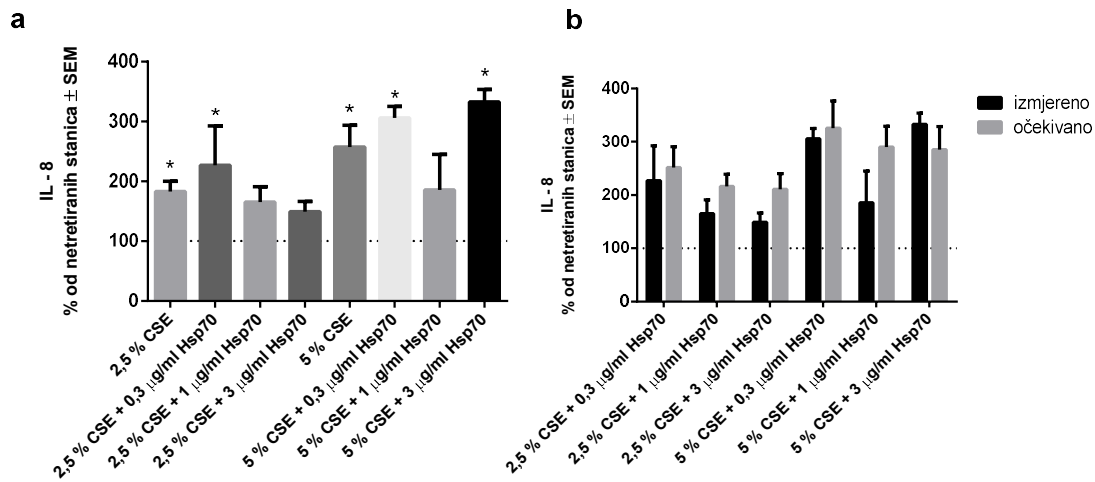 a
IL - 8
% od netretiranih stanica ± SEM
400
300
200
100
0
*
*
*
*
*
2,5 % CSE
2,5 % CSE + 0,3 μg/ml Hsp70
2,5 % CSE + 1 μg/ml Hsp70
2,5 % CSE + 3 μg/ml Hsp70
5 % CSE
5 % CSE + 0,3 μg/ml Hsp70
5 % CSE + 1 μg/ml Hsp70
5 % CSE + 3 μg/ml Hsp70
b
IL - 8
% od netretiranih stanica ± SEM
400
300
200
100
0
2,5 % CSE + 0,3 μg/ml Hsp70
2,5 % CSE + 1 μg/ml Hsp70
2,5 % CSE + 3 μg/ml Hsp70
5 % CSE + 0,3 μg/ml Hsp70
5 % CSE + 1 μg/ml Hsp70
5 % CSE + 3 μg/ml Hsp70
izmjereno
očekivano